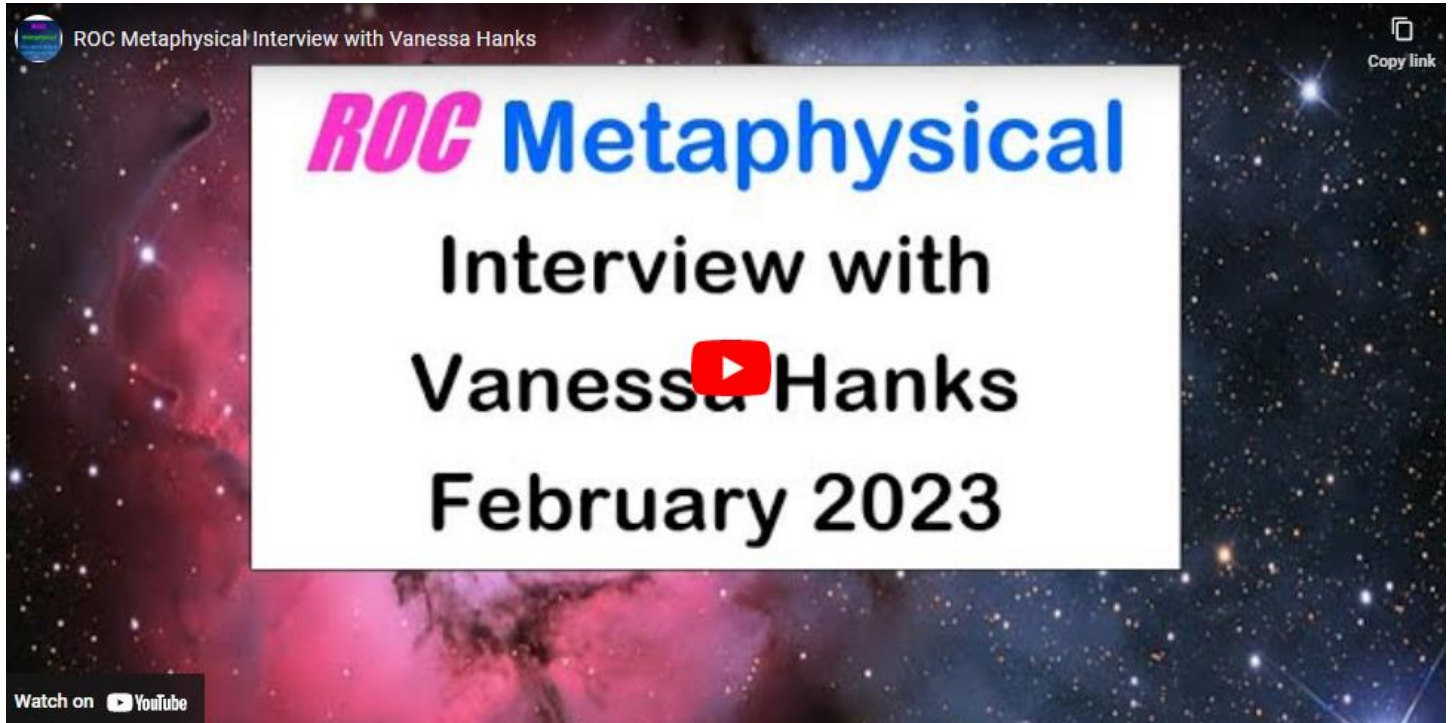 ROC Metaphysical Interview with Vanessa Hanks
Copy link
ROC Metaphysical
Interview with
Vanessa Hanks
February 2023
Watch on YouTube